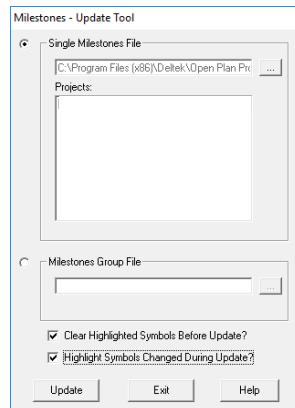 Milestones - Update Tool
Single Milestones File
C:\Program Files (x86)\Deltek\Open Plan Pro
...
Projects:
Milestones Group File
...
Clear Highlighted Symbols Before Update?
Highlight Symbols Changed During Update?
Update Exit Help